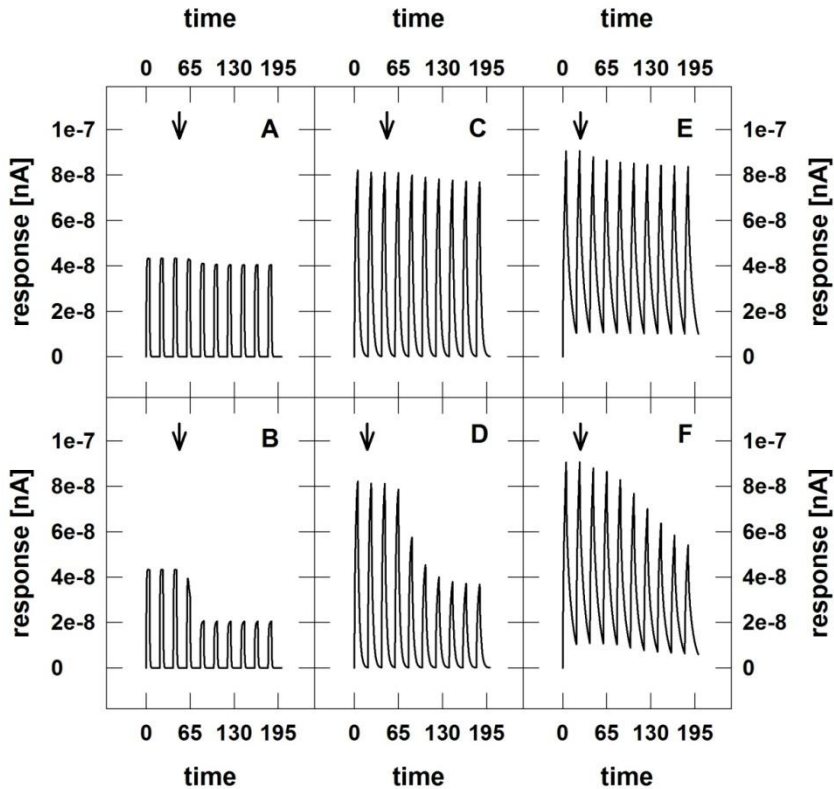 time time time
0 65 130 195 0 65 130 195 0 65 130 195
response [nA]
1e-7
8e-8
6e-8
4e-8
2e-8
0
A
C
E
1e-7
8e-8
6e-8
4e-8
2e-8
0
response [nA]
response [nA]
1e-7
8e-8
6e-8
4e-8
2e-8
0
B
D
F
1e-7
8e-8
6e-8
4e-8
2e-8
0
response [nA]
0 65 130 195 0 65 130 195 0 65 130 195
time time time